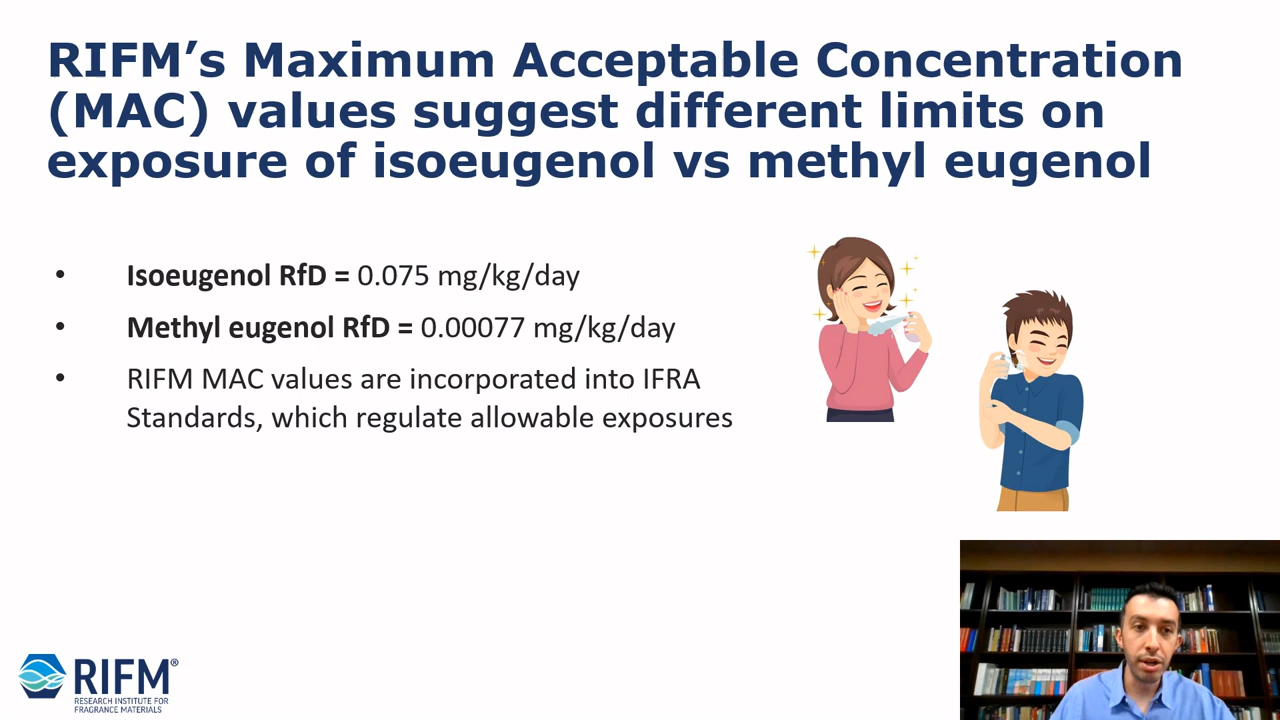 RIFM’s Maximum Acceptable Concentration
(MAC) values suggest different limits on
exposure of isoeugenol vs methyl eugenol
• Isoeugenol RfD = 0.075 mg/kg/day
• Methyl eugenol RfD = 0.00077 mg/kg/day
• RIFM MAC values are incorporated into IFRA
Standards, which regulate allowable exposures
RIFM®
RESEARCH INSTITUTE FOR
FRAGRANCE MATERIALS